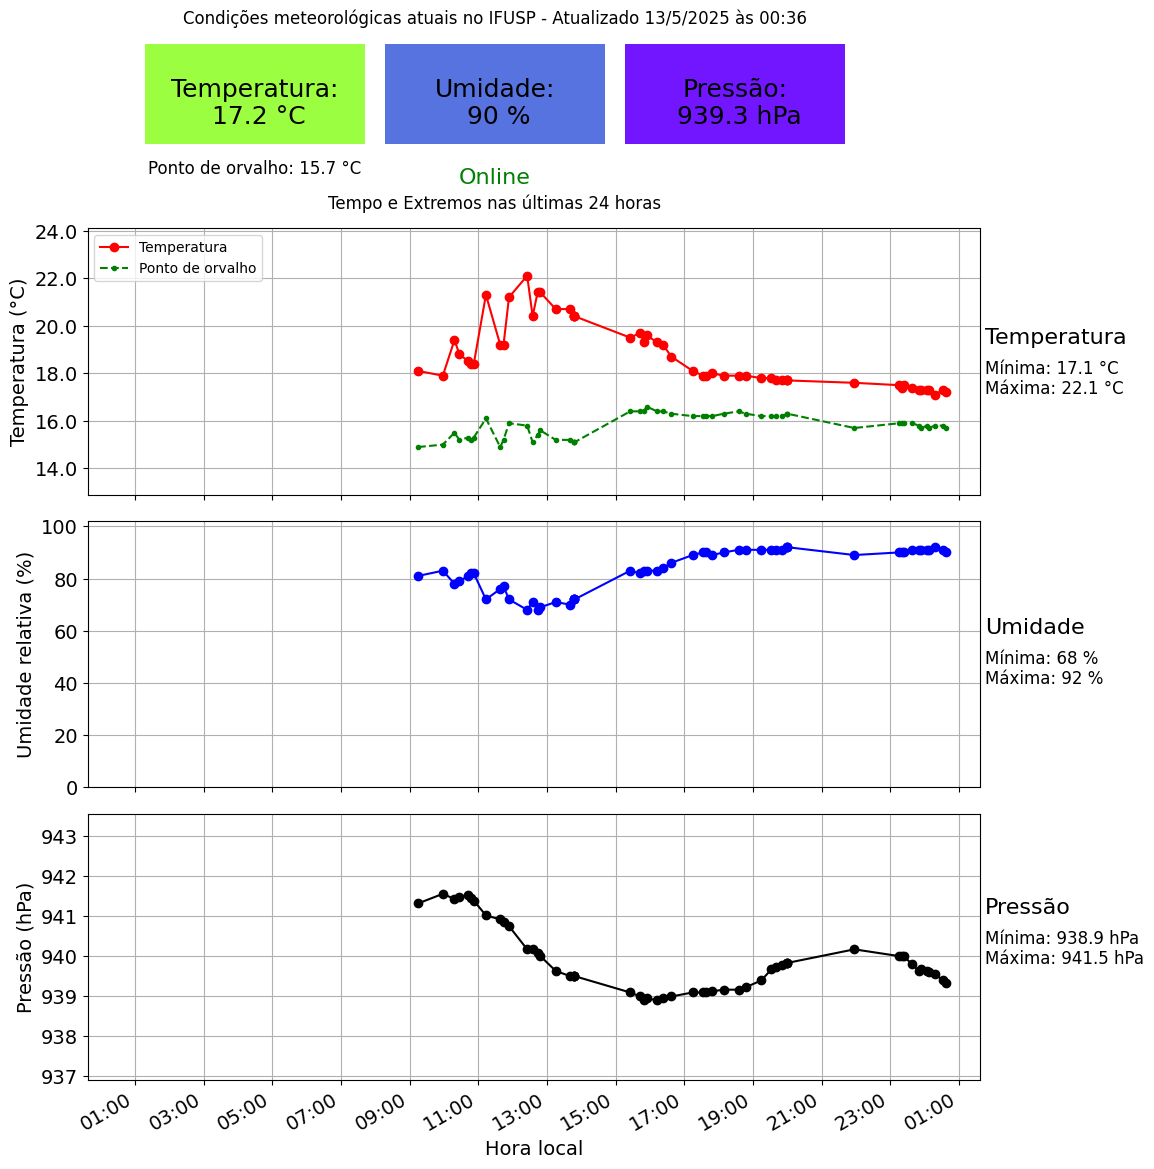 Condições meteorológicas atuais no IFUSP - Atualizado 13/5/2025 às 00:36
Temperatura:
17.2 °C
Umidade:
90 %
Pressão:
939.3 hPa
Ponto de orvalho: 15.7 °C
Online
Tempo e Extremos nas últimas 24 horas
Temperatura (°C)
24.0
22.0
20.0
18.0
16.0
14.0
Temperatura
Ponto de orvalho
Temperatura
Mínima: 17.1 °C
Máxima: 22.1 °C
Umidade relativa (%)
100
80
60
40
20
0
Umidade
Mínima: 68 %
Máxima: 92 %
Pressão (hPa)
943
942
941
940
939
938
937
Pressão
Mínima: 938.9 hPa
Máxima: 941.5 hPa
01:00 03:00 05:00 07:00 09:00 11:00 13:00 15:00 17:00 19:00 21:00 23:00 01:00
Hora local